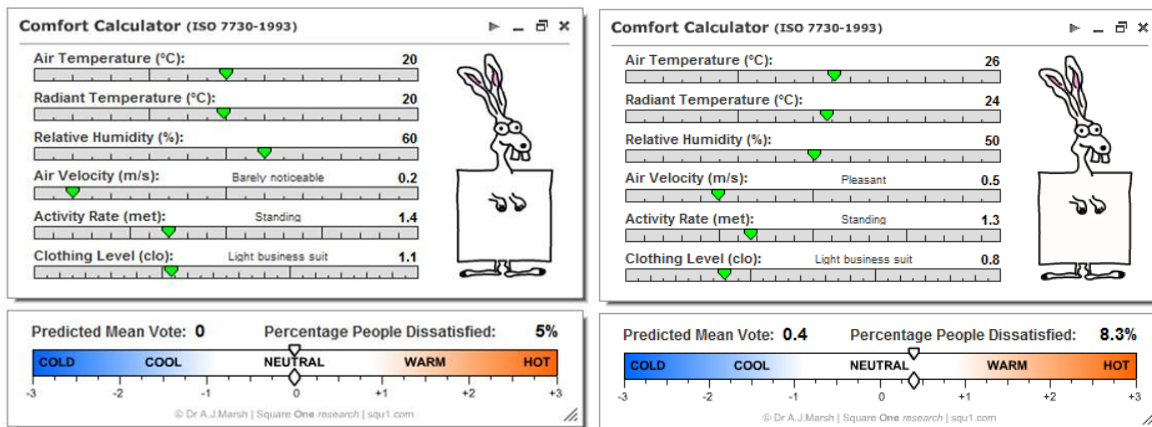 Comfort Calculator (ISO 7730-1993)
Air Temperature (°C): 20
Radiant Temperature (°C): 20
Relative Humidity (%): 60
Air Velocity (m/s): Barely noticeable 0.2
Activity Rate (met): Standing 1.4
Clothing Level (clo): Light business suit 1.1
Predicted Mean Vote: 0 Percentage People Dissatisfied: 5%
COLD COOL NEUTRAL WARM HOT
-3 -2 -1 0 +1 +2 +3
© Dr A.J.Marsh | Square One research | squ1.com
Comfort Calculator (ISO 7730-1993)
Air Temperature (°C): 26
Radiant Temperature (°C): 24
Relative Humidity (%): 50
Air Velocity (m/s): Pleasant 0.5
Activity Rate (met): Standing 1.3
Clothing Level (clo): Light business suit 0.8
Predicted Mean Vote: 0.4 Percentage People Dissatisfied: 8.3%
COLD COOL NEUTRAL WARM HOT
-3 -2 -1 0 +1 +2 +3
© Dr A.J.Marsh | Square One research | squ1.com